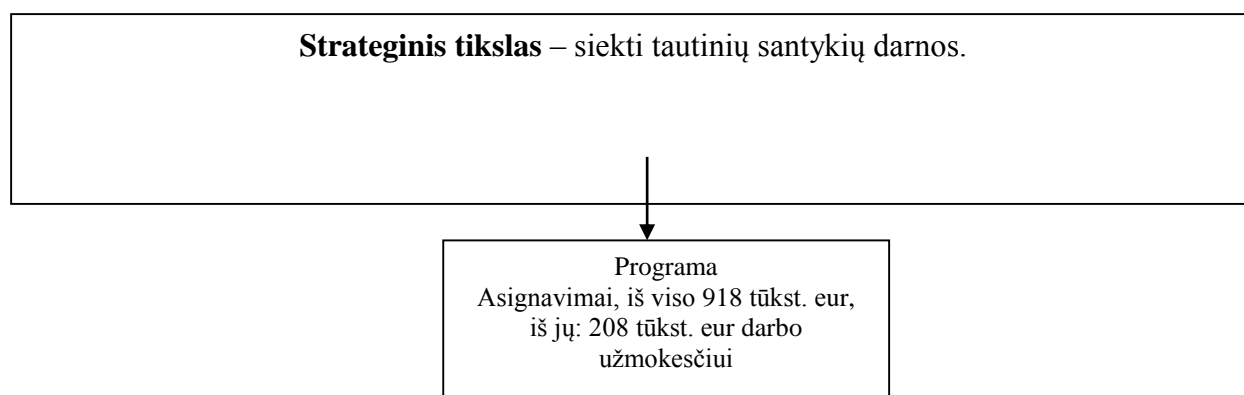 Strateginis tikslas – siekti tautinių santykių darnos.
Programa
Asignavimai, iš viso 918 tūkst. eur,
iš jų: 208 tūkst. eur darbo
užmokesčiui